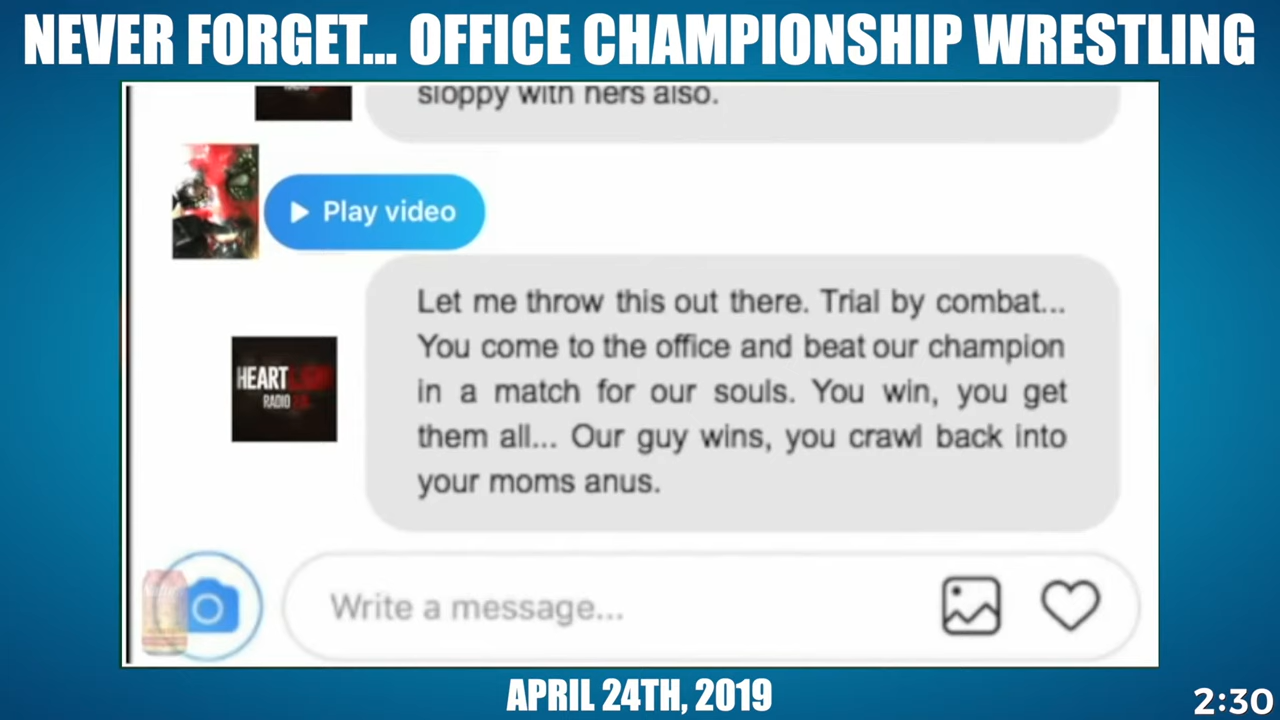 NEVER FORGET... OFFICE CHAMPIONSHIP WRESTLING
sloppy with hers also.
Play video
Let me throw this out there. Trial by combat...
You come to the office and beat our champion
in a match for our souls. You win, you get
them all... Our guy wins, you crawl back into
your moms anus.
HEART
RADIO
Write a message...
APRIL 24TH, 2019
2:30